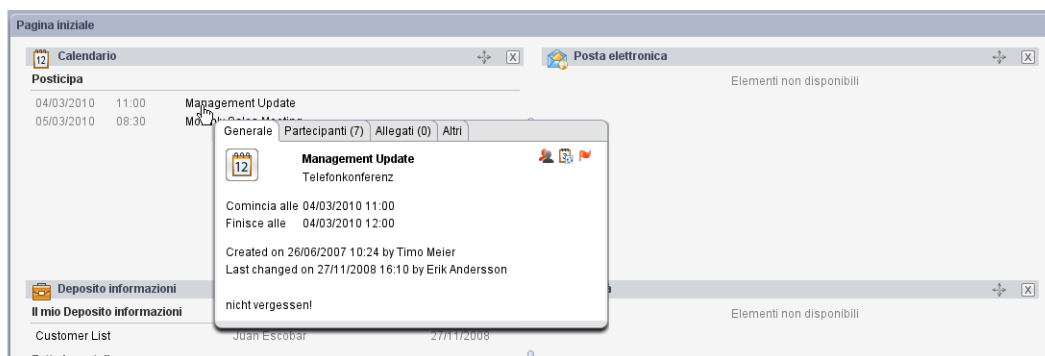 Pagina iniziale
12 Calendario
Posta elettronica
Posticipa
Elementi non disponibili
04/03/2010 11:00 Management Update
05/03/2010 08:30
Generale Partecipanti (7) Allegati (0) Altri
12 Management Update
Telefonkonferenz
Comincia alle 04/03/2010 11:00
Finisce alle 04/03/2010 12:00
Created on 26/06/2007 10:24 by Timo Meier
Last changed on 27/11/2008 16:10 by Erik Andersson
nicht vergessen!
Deposito informazioni
Il mio Deposito informazioni
Elementi non disponibili
Customer List Juan Escobar 27/11/2008